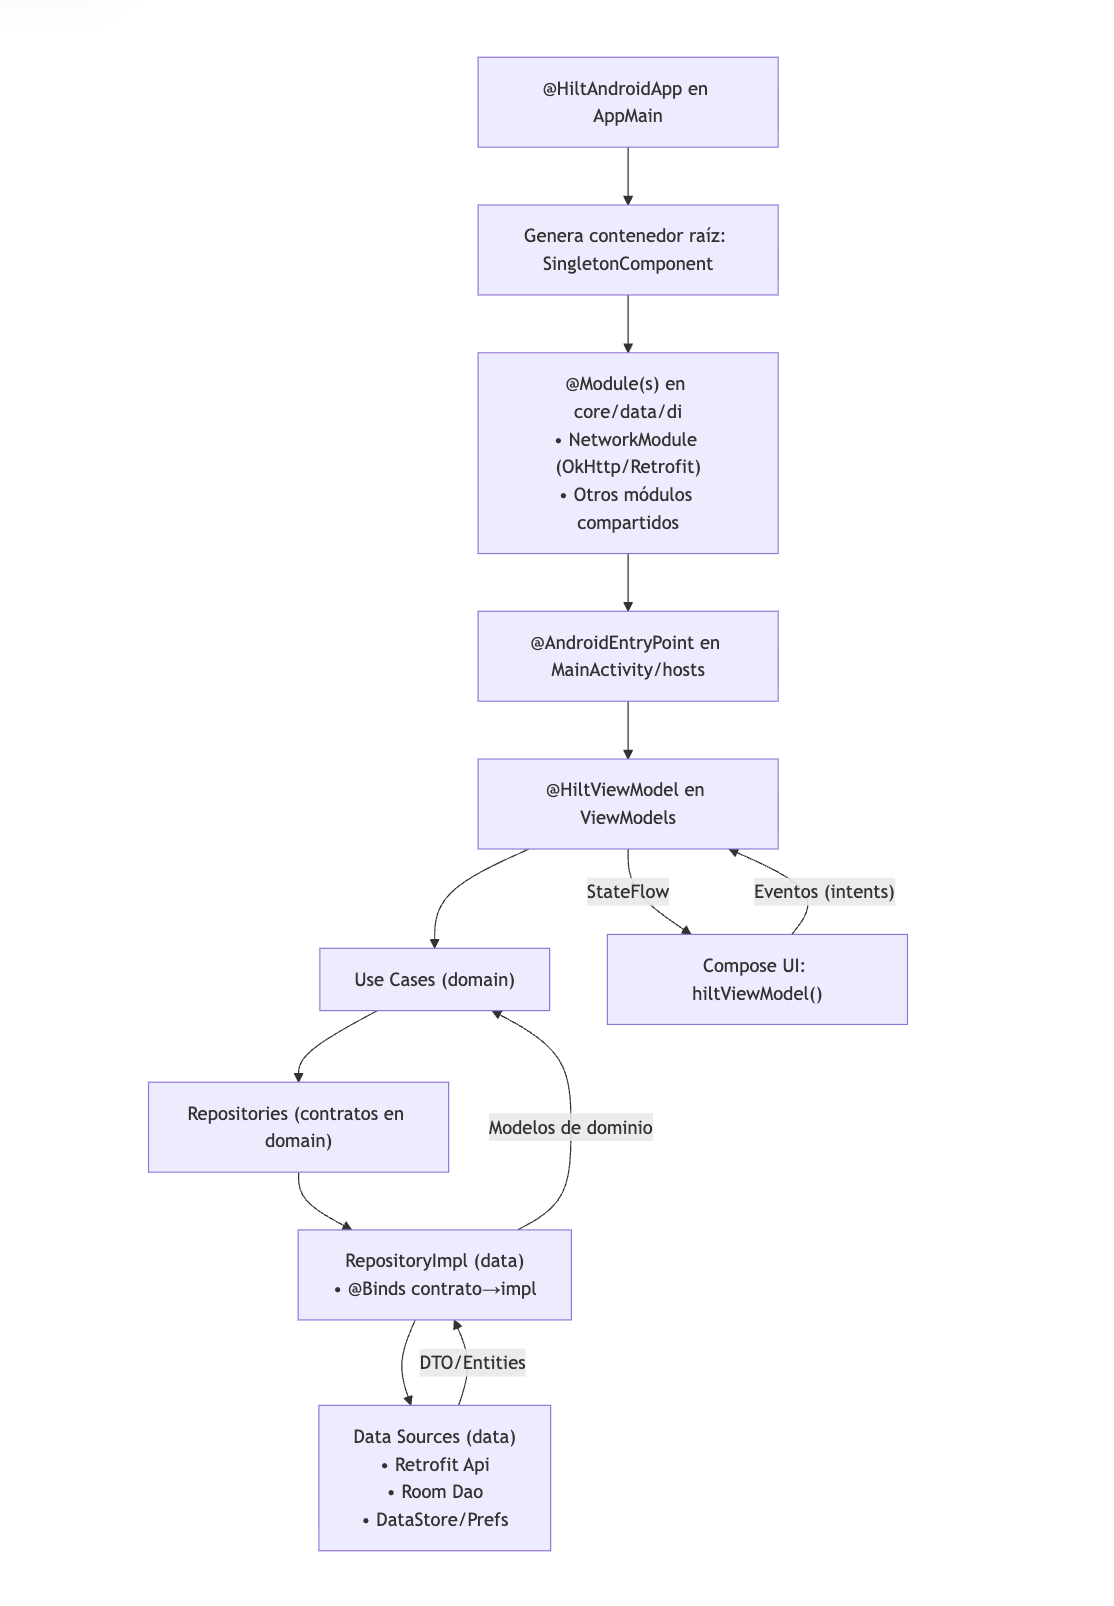 @HiltAndroidApp en
AppMain
Genera contenedor raíz:
SingletonComponent
@Module(s) en
core/data/di
• NetworkModule
(OkHttp/Retrofit)
• Otros módulos
compartidos
@AndroidEntryPoint en
MainActivity/hosts
@HiltViewModel en
ViewModels
StateFlow
Eventos (intents)
Use Cases (domain)
Compose UI:
hiltViewModel()
Repositories (contratos en
domain)
Modelos de dominio
RepositoryImpl (data)
• @Binds contrato→impl
DTO/Entities
Data Sources (data)
• Retrofit Api
• Room Dao
• DataStore/Prefs